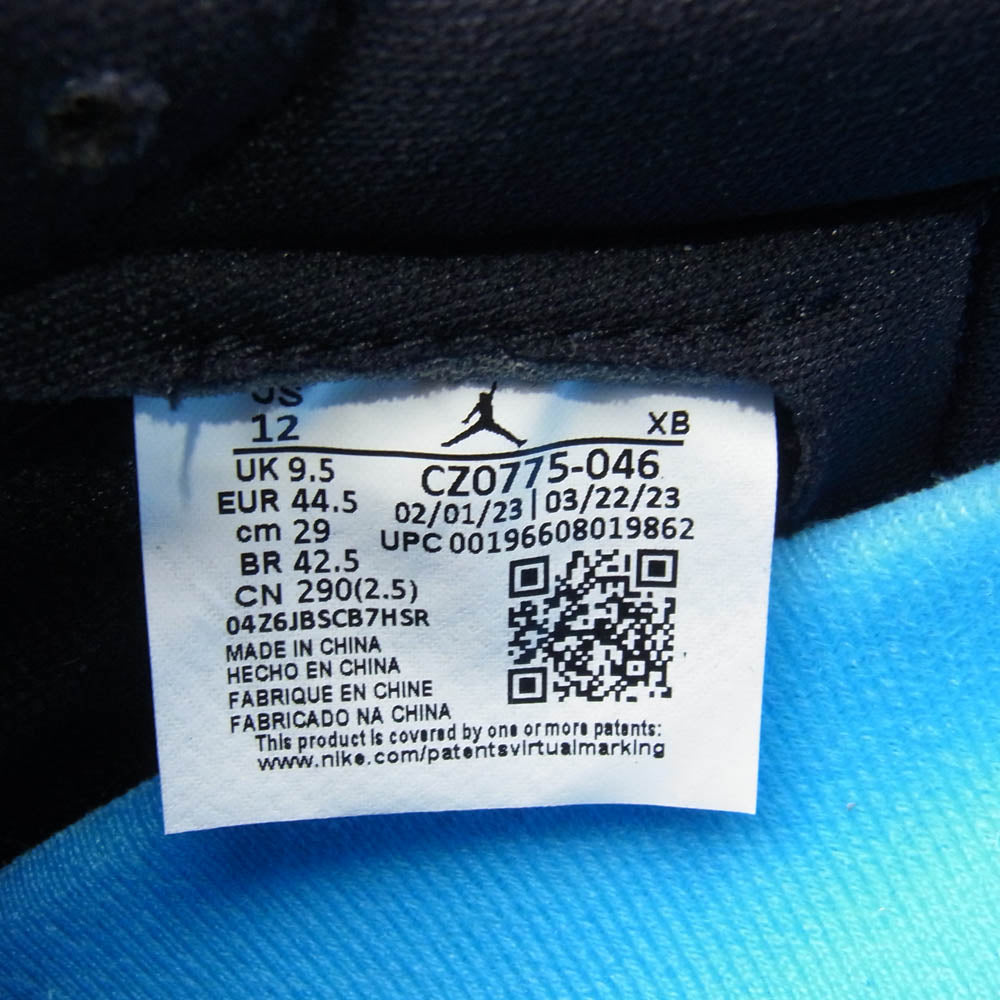 US
12
XB
UK 9.5
EUR 44.5
cm 29
BR 42.5
CN 290(2.5)
04Z6JBSCB7HSR
CZ0775-046
02/01/23 | 03/22/23
UPC 00196608019862
MADE IN CHINA
HECHO EN CHINA
FABRIQUE EN CHINE
FABRICADO NA CHINA
This product is covered by one or more patents:
www.nike.com/patentsvirtualmarking